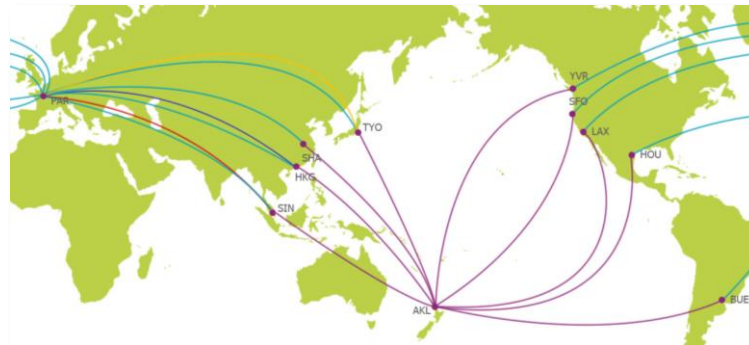 YVR
PAR
SFO
TYO
LAX
SHA
HOU
HKG
SIN
BUE
AKL